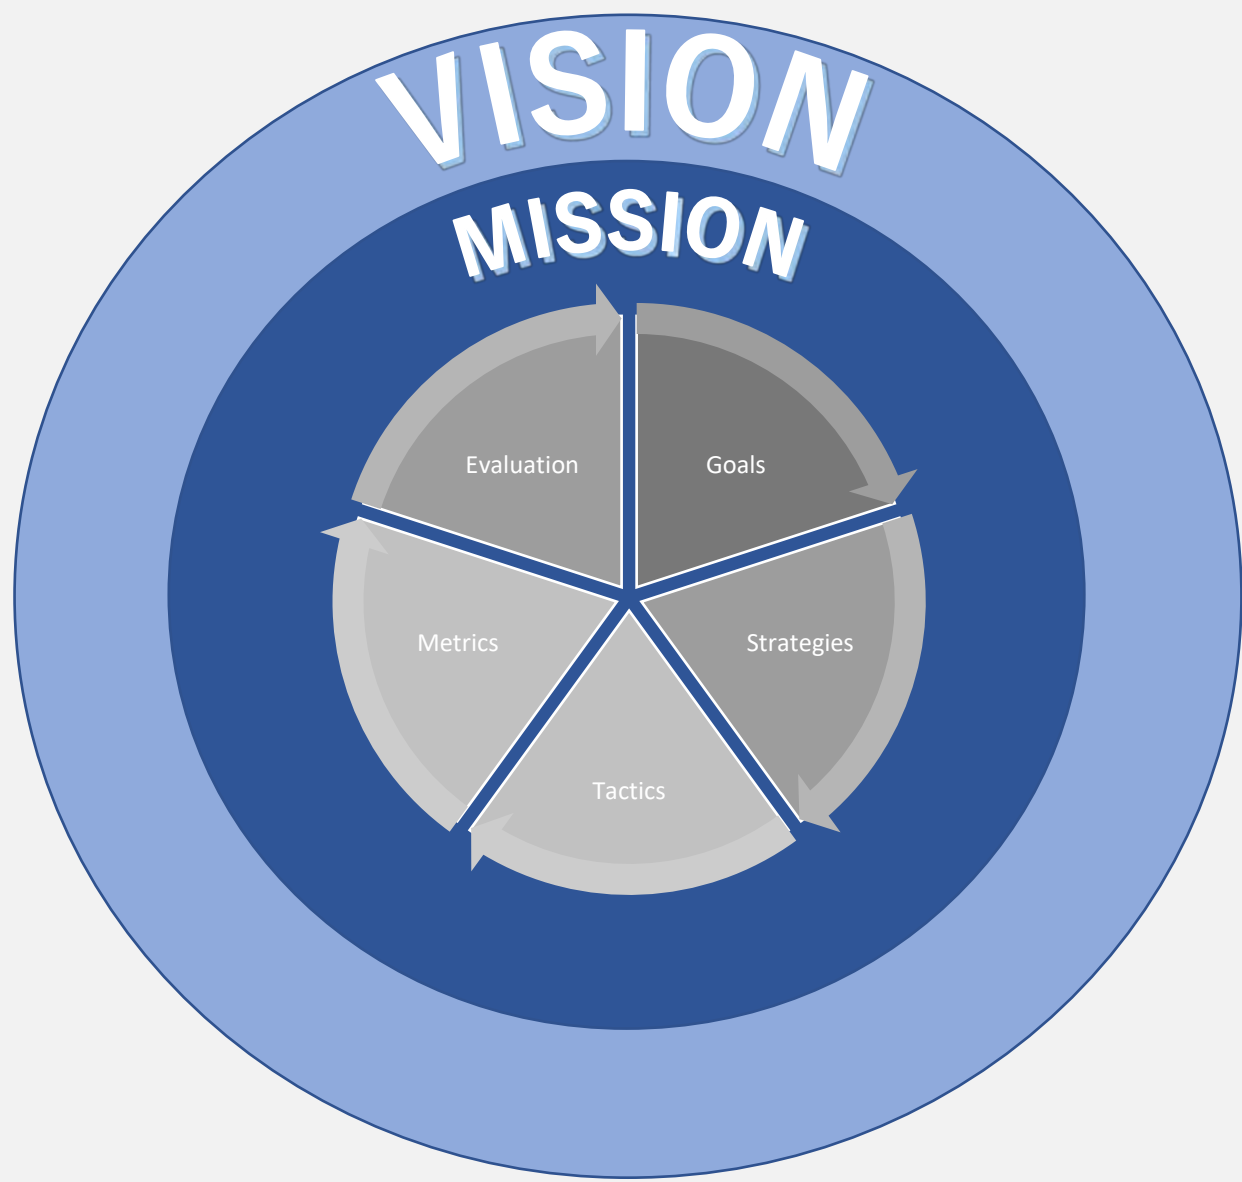 VISION
MISSION
Evaluation
Goals
Metrics
Strategies
Tactics